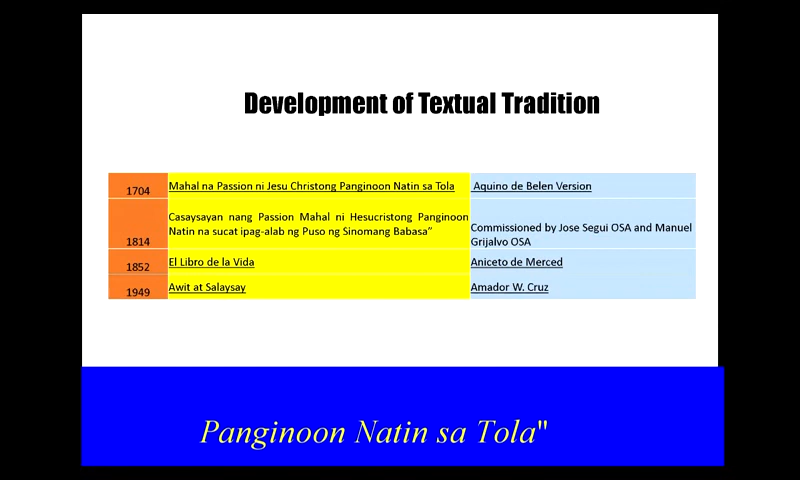 Development of Textual Tradition
1704 Mahal na Passion ni Jesu Christong Panginoon Natin sa Tola Aquino de Belen Version
Casaysayan nang Passion Mahal ni Hesucristong Panginoon
Natin na sucat ipag-alab ng Puso ng Sinomang Babasa”
1814
Commissioned by Jose Segui OSA and Manuel
Grijalvo OSA
1852 El Libro de la Vida Aniceto de Merced
1949 Awit at Salaysay Amador W. Cruz
Panginoon Natin sa Tola"